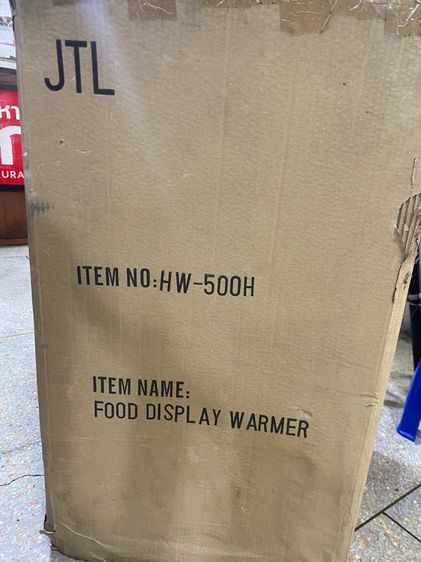 JTL
ITEM NO:HW-500H
ITEM NAME:
FOOD DISPLAY WARMER